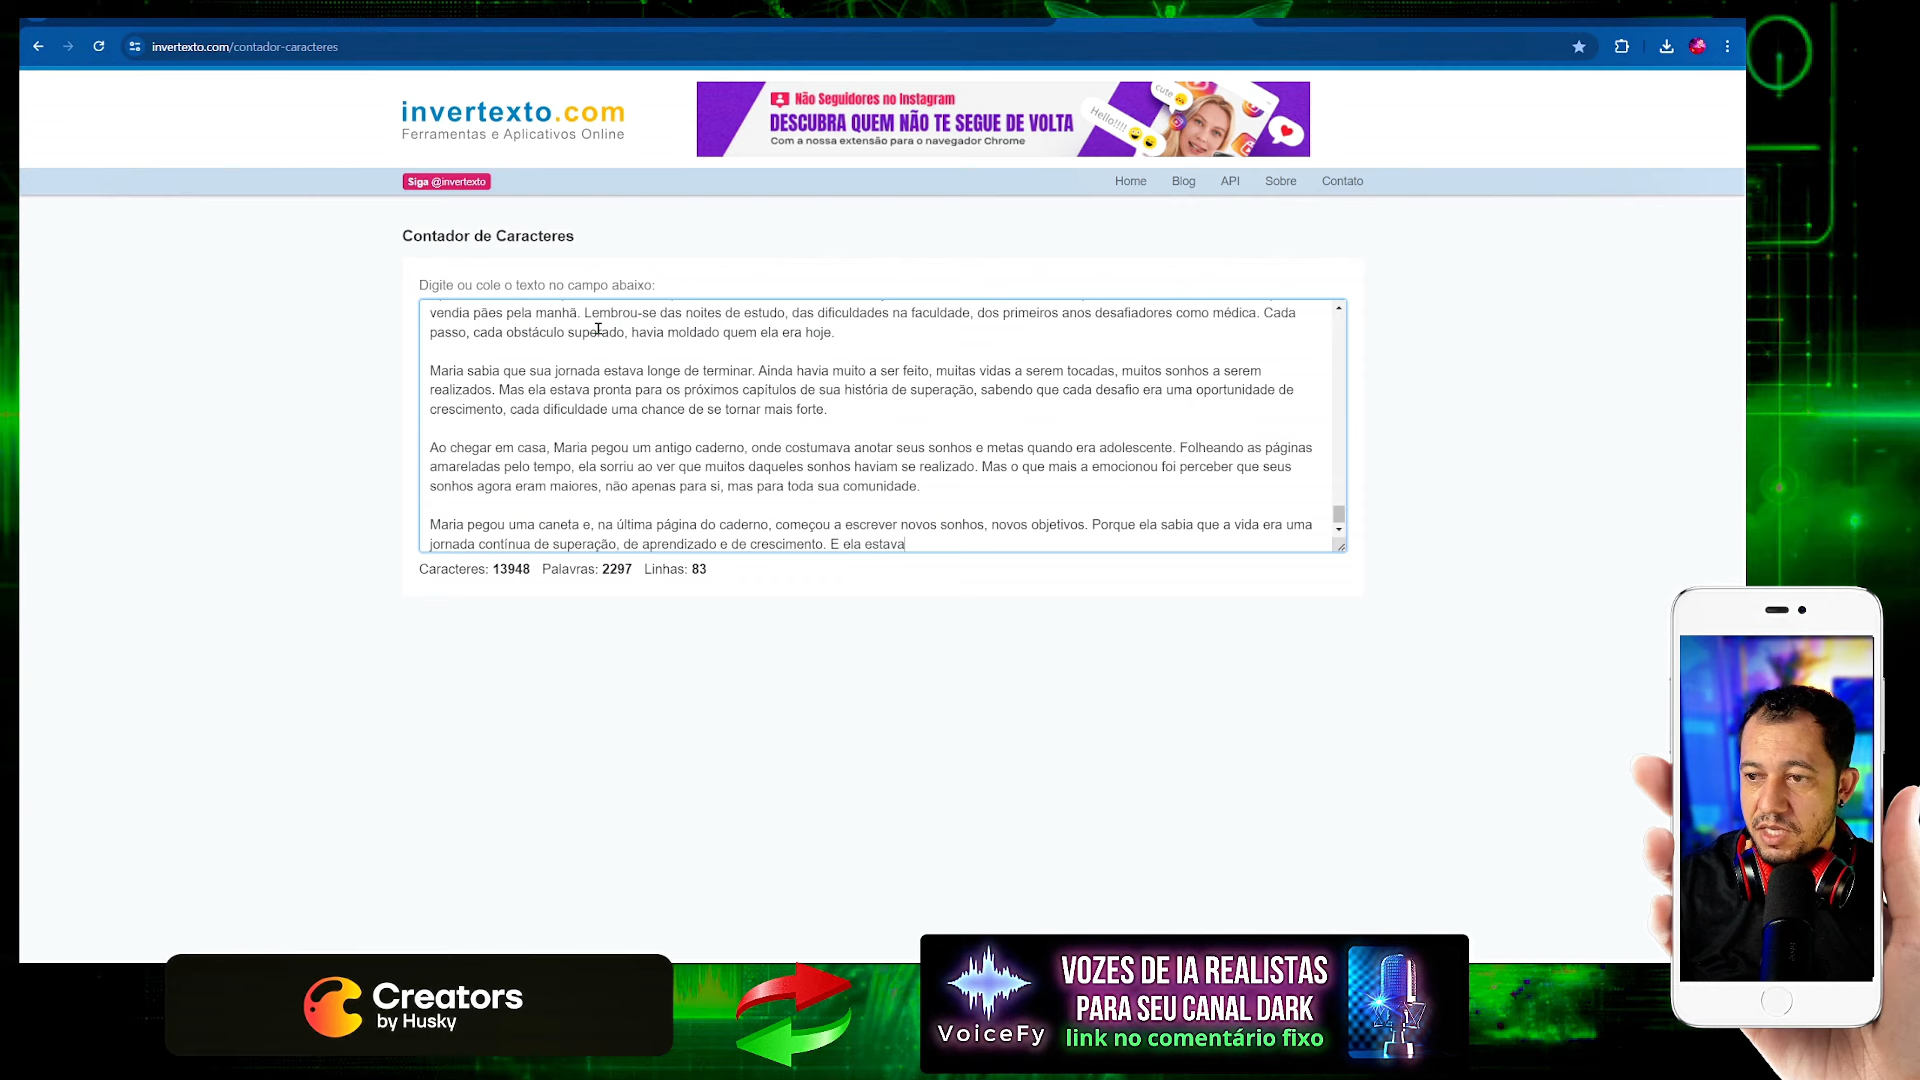 invertexto.com/contador-caracteres
invertexto.com
Ferramentas e Aplicativos Online
Não Seguidores no Instagram
DESCUBRA QUEM NÃO TE SEGUE DE VOLTA
Com a nossa extensão para o navegador Chrome
Hello!!!!
cute
Siga @invertexto
Home Blog API Sobre Contato
Contador de Caracteres
Digite ou cole o texto no campo abaixo:
vendia pães pela manhã. Lembrou-se das noites de estudo, das dificuldades na faculdade, dos primeiros anos desafiadores como médica. Cada
passo, cada obstáculo superado, havia moldado quem ela era hoje.
Maria sabia que sua jornada estava longe de terminar. Ainda havia muito a ser feito, muitas vidas a serem tocadas, muitos sonhos a serem
realizados. Mas ela estava pronta para os próximos capítulos de sua história de superação, sabendo que cada desafio era uma oportunidade de
crescimento, cada dificuldade uma chance de se tornar mais forte.
Ao chegar em casa, Maria pegou um antigo caderno, onde costumava anotar seus sonhos e metas quando era adolescente. Folheando as páginas
amareladas pelo tempo, ela sorriu ao ver que muitos daqueles sonhos haviam se realizado. Mas o que mais a emocionou foi perceber que seus
sonhos agora eram maiores, não apenas para si, mas para toda sua comunidade.
Maria pegou uma caneta e, na última página do caderno, começou a escrever novos sonhos, novos objetivos. Porque ela sabia que a vida era uma
jornada contínua de superação, de aprendizado e de crescimento. E ela estava
Caracteres: 13948 Palavras: 2297 Linhas: 83
Creators
by Husky
VoiceFy
VOZES DE IA REALISTAS
PARA SEU CANAL DARK
link no comentário fixo